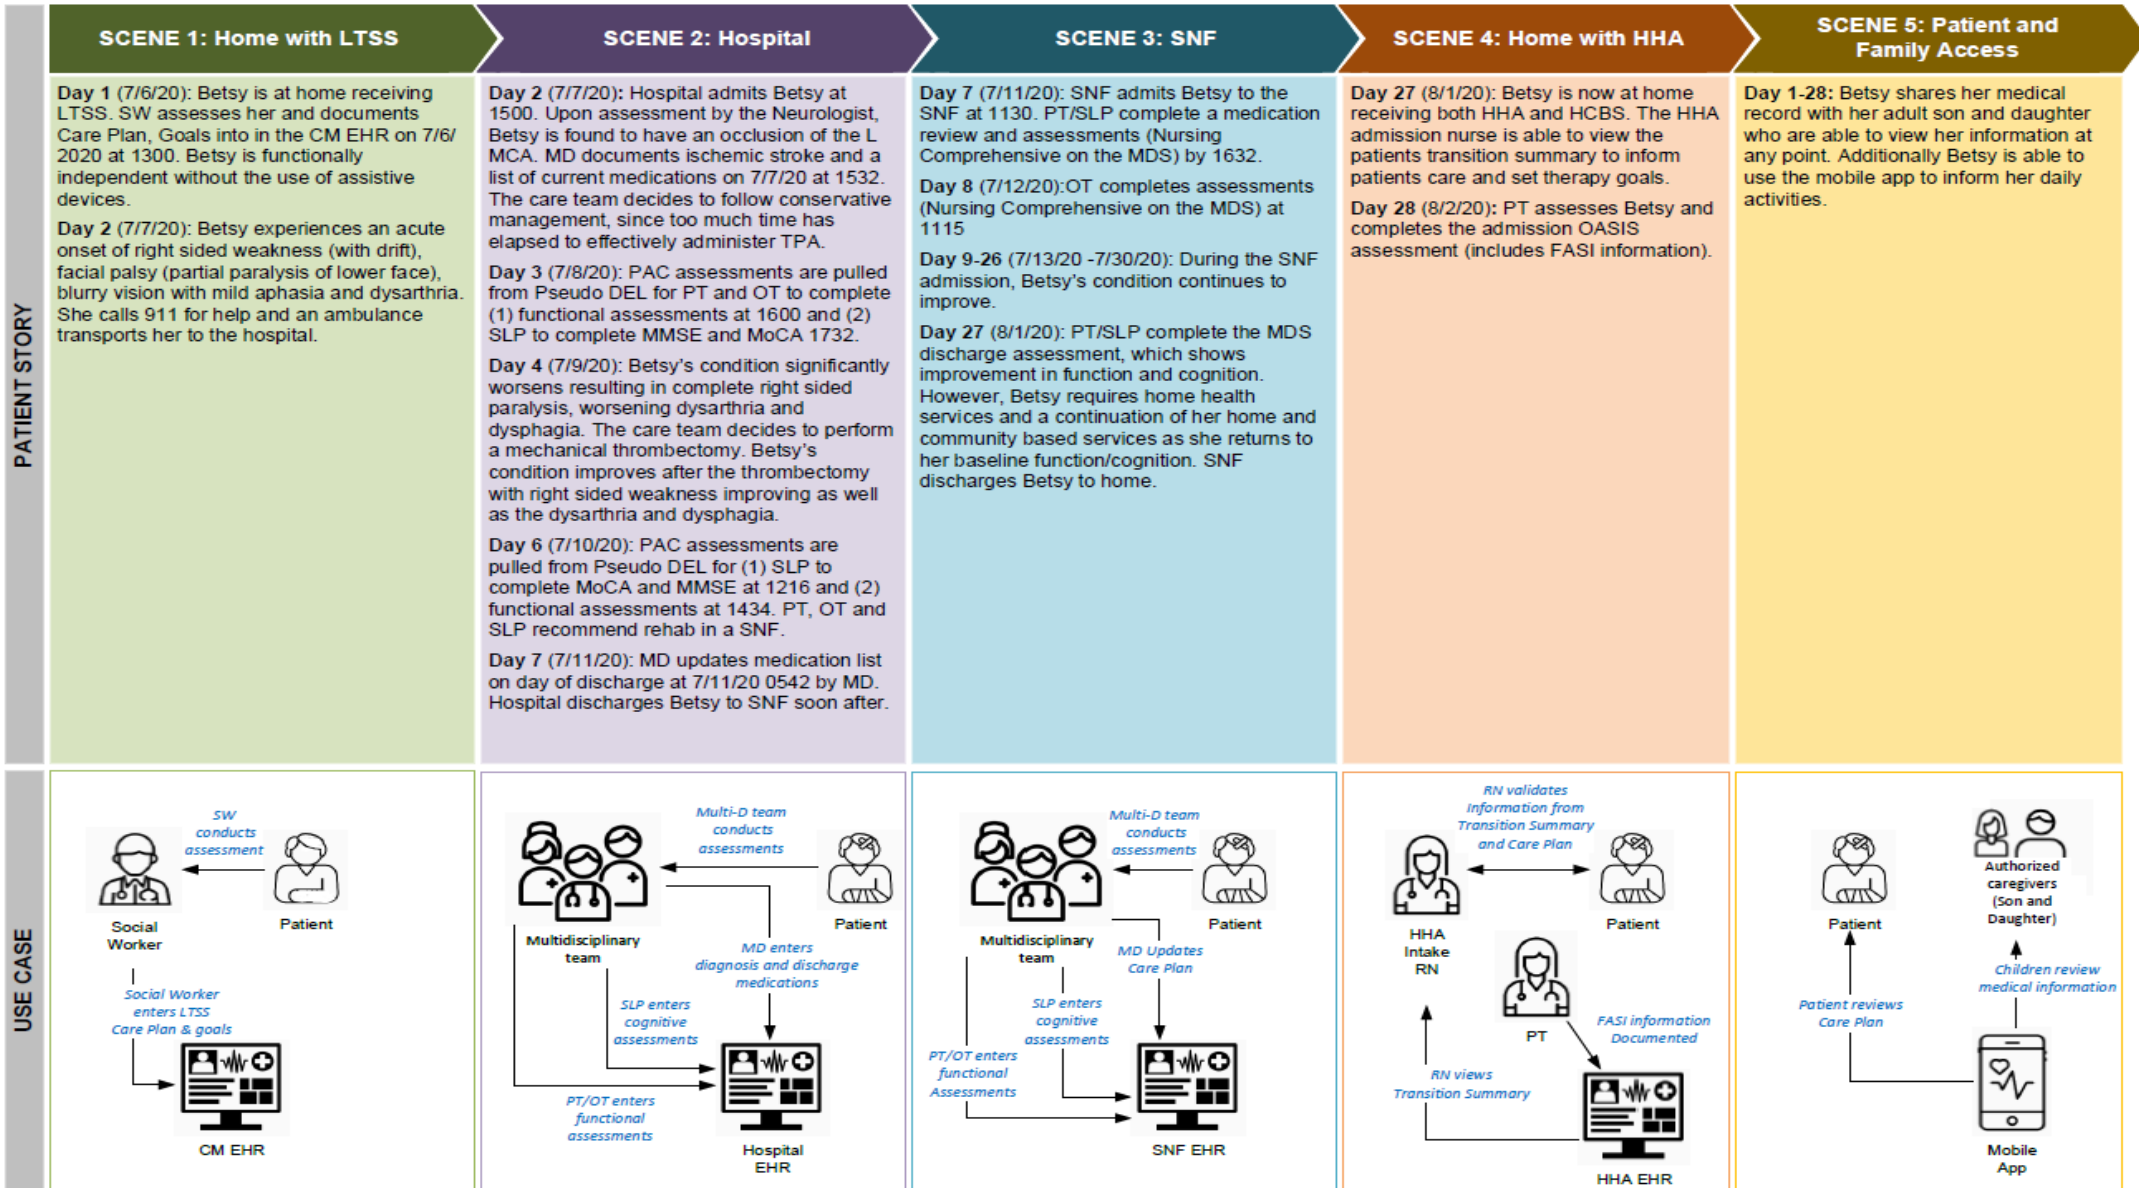 SCENE 1: Home with LTSS
SCENE 2: Hospital
SCENE 3: SNF
SCENE 4: Home with HHA
SCENE 5: Patient and
Family Access
PATIENT STORY
Day 1 (7/6/20): Betsy is at home receiving
LTSS. SW assesses her and documents
Care Plan, Goals into in the CM EHR on 7/6/
2020 at 1300. Betsy is functionally
independent without the use of assistive
devices.
Day 2 (7/7/20): Betsy experiences an acute
onset of right sided weakness (with drift),
facial palsy (partial paralysis of lower face),
blurry vision with mild aphasia and dysarthria.
She calls 911 for help and an ambulance
transports her to the hospital.
Day 2 (7/7/20): Hospital admits Betsy at
1500. Upon assessment by the Neurologist,
Betsy is found to have an occlusion of the L
MCA. MD documents ischemic stroke and a
list of current medications on 7/7/20 at 1532.
The care team decides to follow conservative
management, since too much time has
elapsed to effectively administer TPA.
Day 3 (7/8/20): PAC assessments are pulled
from Pseudo DEL for PT and OT to complete
(1) functional assessments at 1600 and (2)
SLP to complete MMSE and MoCA 1732.
Day 4 (7/9/20): Betsy's condition significantly
worsens resulting in complete right sided
paralysis, worsening dysarthria and
dysphagia. The care team decides to perform
a mechanical thrombectomy. Betsy's
condition improves after the thrombectomy
with right sided weakness improving as well
as the dysarthria and dysphagia.
Day 6 (7/10/20): PAC assessments are
pulled from Pseudo DEL for (1) SLP to
complete MoCA and MMSE at 1216 and (2)
functional assessments at 1434. PT, OT and
SLP recommend rehab in a SNF.
Day 7 (7/11/20): MD updates medication list
on day of discharge at 7/11/20 0542 by MD.
Hospital discharges Betsy to SNF soon after.
Day 7 (7/11/20): SNF admits Betsy to the
SNF at 1130. PT/SLP complete a medication
review and assessments (Nursing
Comprehensive on the MDS) by 1632.
Day 8 (7/12/20):OT completes assessments
(Nursing Comprehensive on the MDS) at
1115
Day 9-26 (7/13/20 -7/30/20): During the SNF
admission, Betsy's condition continues to
improve.
Day 27 (8/1/20): PT/SLP complete the MDS
discharge assessment, which shows
improvement in function and cognition.
However, Betsy requires home health
services and a continuation of her home and
community based services as she returns to
her baseline function/cognition. SNF
discharges Betsy to home.
Day 27 (8/1/20): Betsy is now at home
receiving both HHA and HCBS. The HHA
admission nurse is able to view the
patients transition summary to inform
patients care and set therapy goals.
Day 28 (8/2/20): PT assesses Betsy and
completes the admission OASIS
assessment (includes FASI information).
Day 1-28: Betsy shares her medical
record with her adult son and daughter
who are able to view her information at
any point. Additionally Betsy is able to
use the mobile app to inform her daily
activities.
USE CASE
SW
conducts
assessment
Social
Worker
Patient
Social Worker
enters LTSS
Care Plan & goals
CM EHR
Multi-D team
conducts
assessments
Multidisciplinary
team
Patient
MD enters
diagnosis and discharge
medications
SLP enters
cognitive
assessments
PT/OT enters
functional
assessments
Hospital
EHR
Multi-D team
conducts
assessments
Multidisciplinary
team
Patient
MD Updates
Care Plan
SLP enters
cognitive
assessments
PT/OT enters
functional
Assessments
SNF EHR
RN validates
Information from
Transition Summary
and Care Plan
HHA
Intake
RN
Patient
PT
FASI information
Documented
RN views
Transition Summary
HHA EHR
Patient
Authorized
caregivers
(Son and
Daughter)
Children review
medical information
Patient reviews
Care Plan
Mobile
App